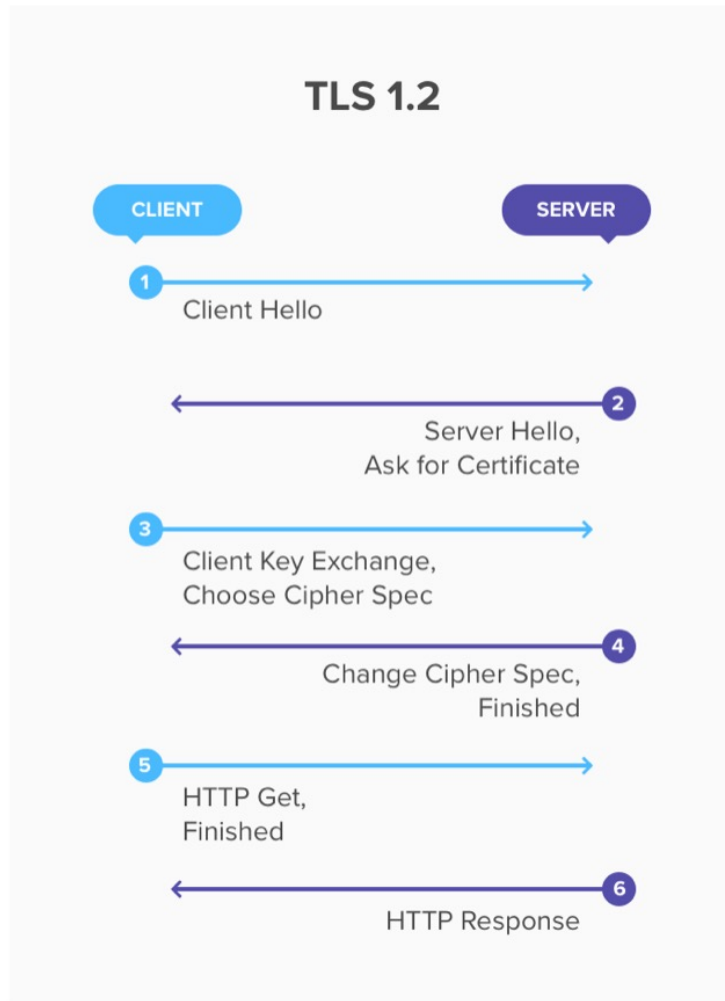 TLS 1.2
CLIENT
SERVER
1
Client Hello
2
Server Hello,
Ask for Certificate
3
Client Key Exchange,
Choose Cipher Spec
4
Change Cipher Spec,
Finished
5
HTTP Get,
Finished
6
HTTP Response